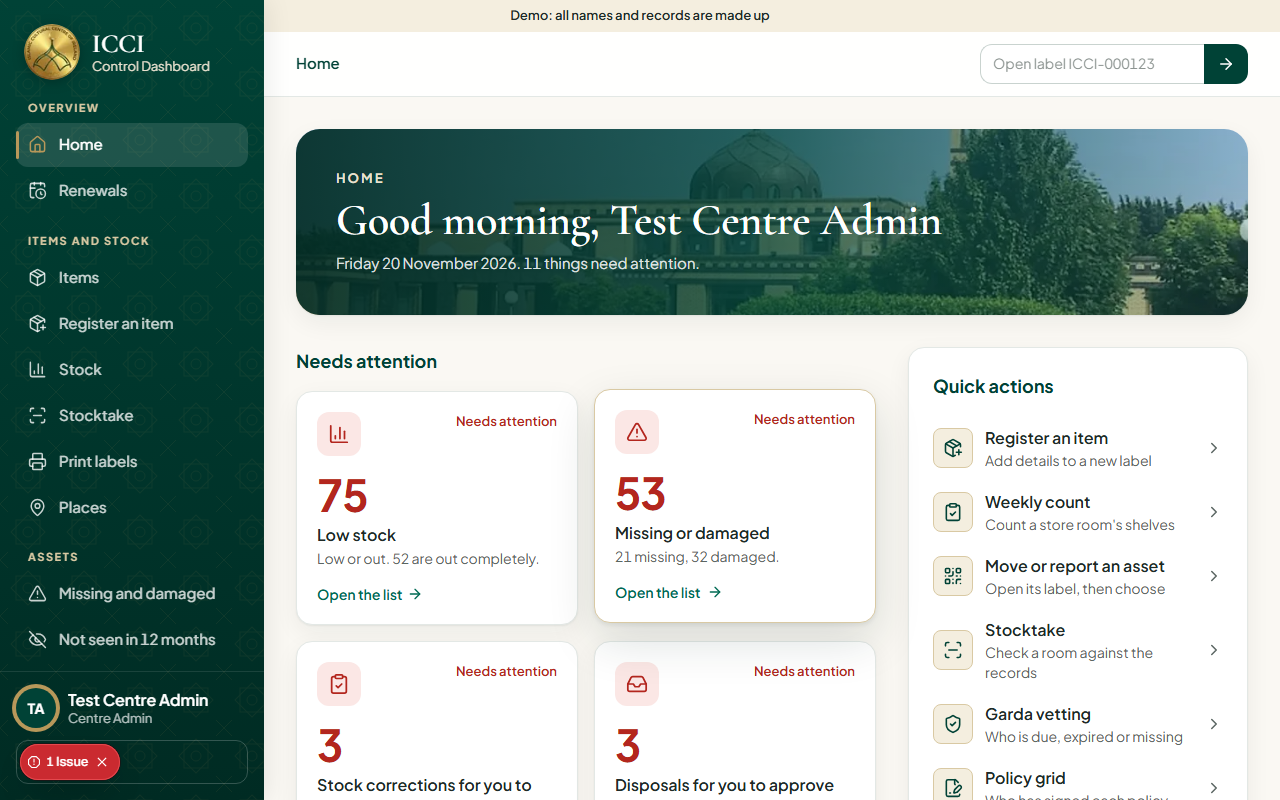 Demo: all names and records are made up
ICCI
Control Dashboard
OVERVIEW
Home
Renewals
ITEMS AND STOCK
Items
Register an item
Stock
Stocktake
Print labels
Places
ASSETS
Missing and damaged
Not seen in 12 months
TA
Test Centre Admin
Centre Admin
1 Issue
Home
Open label ICCI-000123
HOME
Good morning, Test Centre Admin
Friday 20 November 2026. 11 things need attention.
Needs attention
Needs attention
75
Low stock
Low or out. 52 are out completely.
Open the list
Needs attention
53
Missing or damaged
21 missing, 32 damaged.
Open the list
Needs attention
3
Stock corrections for you to
Needs attention
3
Disposals for you to approve
Quick actions
Register an item
Add details to a new label
Weekly count
Count a store room's shelves
Move or report an asset
Open its label, then choose
Stocktake
Check a room against the
records
Garda vetting
Who is due, expired or missing
Policy grid
Who has signed each policy